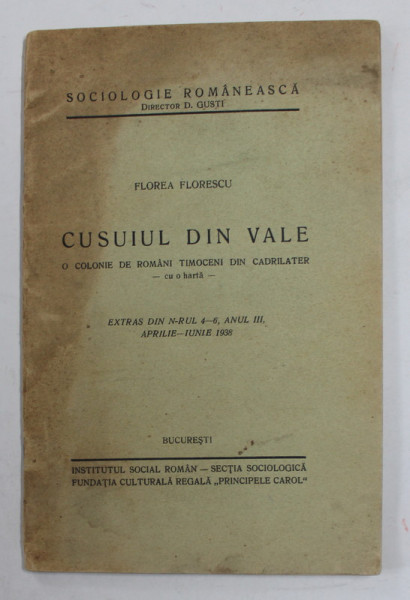 SOCIOLOGIE ROMÂNEASCĂ
DIRECTOR D. GUSTI
FLOREA FLORESCU
CUSUIUL DIN VALE
O COLONIE DE ROMÂNI TIMOCENI DIN CADRILATER
— cu o hartă —
EXTRAS DIN N-RUL 4—6, ANUL III,
APRILIE—IUNIE 1938
BUCUREȘTI
INSTITUTUL SOCIAL ROMÂN — SECȚIA SOCIOLOGICĂ
FUNDAȚIA CULTURALĂ REGALĂ „PRINCIPELE CAROL“